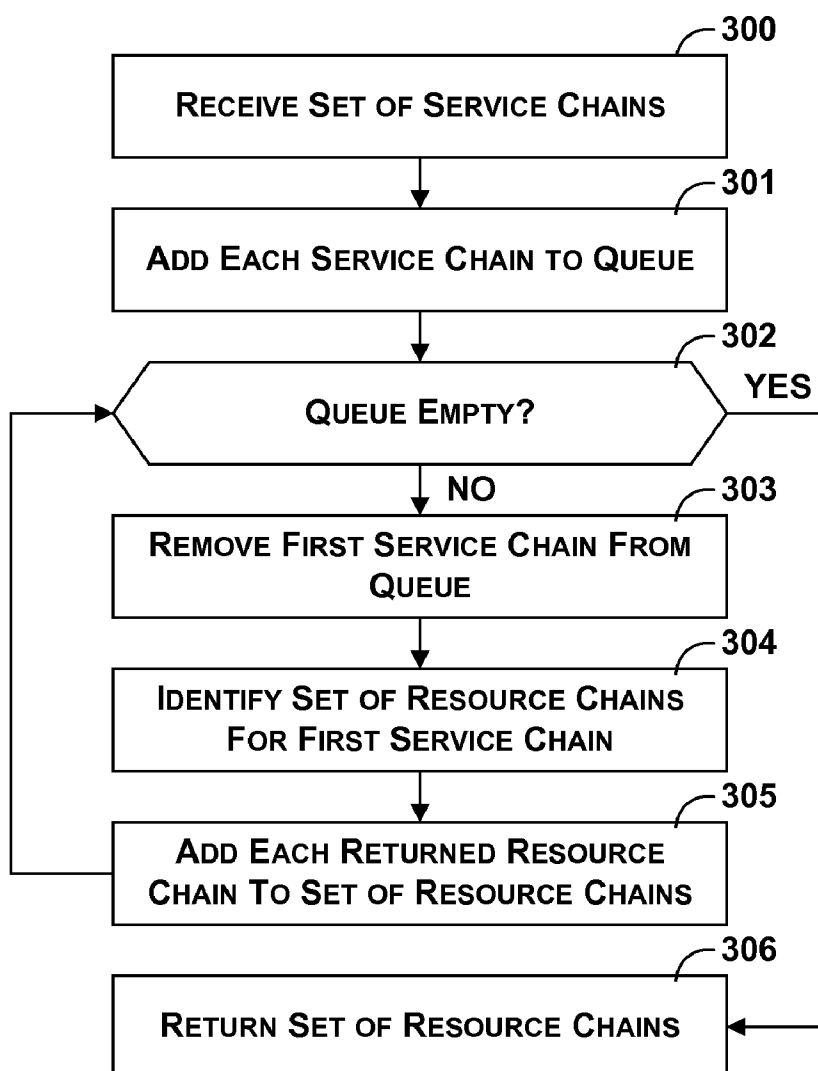 300
RECEIVE SET OF SERVICE CHAINS
301
ADD EACH SERVICE CHAIN TO QUEUE
302
QUEUE EMPTY?
YES
NO
303
REMOVE FIRST SERVICE CHAIN FROM
QUEUE
304
IDENTIFY SET OF RESOURCE CHAINS
FOR FIRST SERVICE CHAIN
305
ADD EACH RETURNED RESOURCE
CHAIN TO SET OF RESOURCE CHAINS
306
RETURN SET OF RESOURCE CHAINS